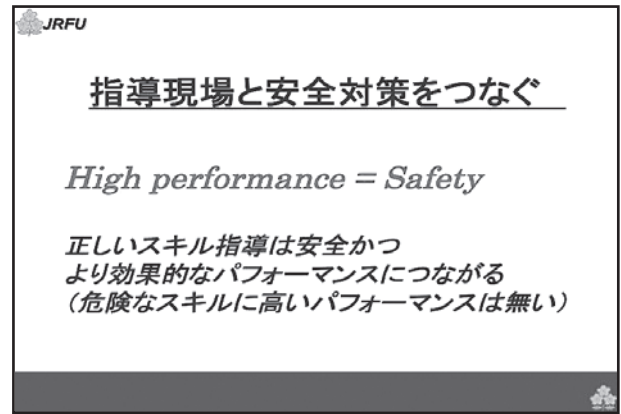 JRFU
指導現場と安全対策をつなぐ
High performance = Safety
正しいスキル指導は安全かつ
より効果的なパフォーマンスにつながる
(危険なスキルに高いパフォーマンスは無い)